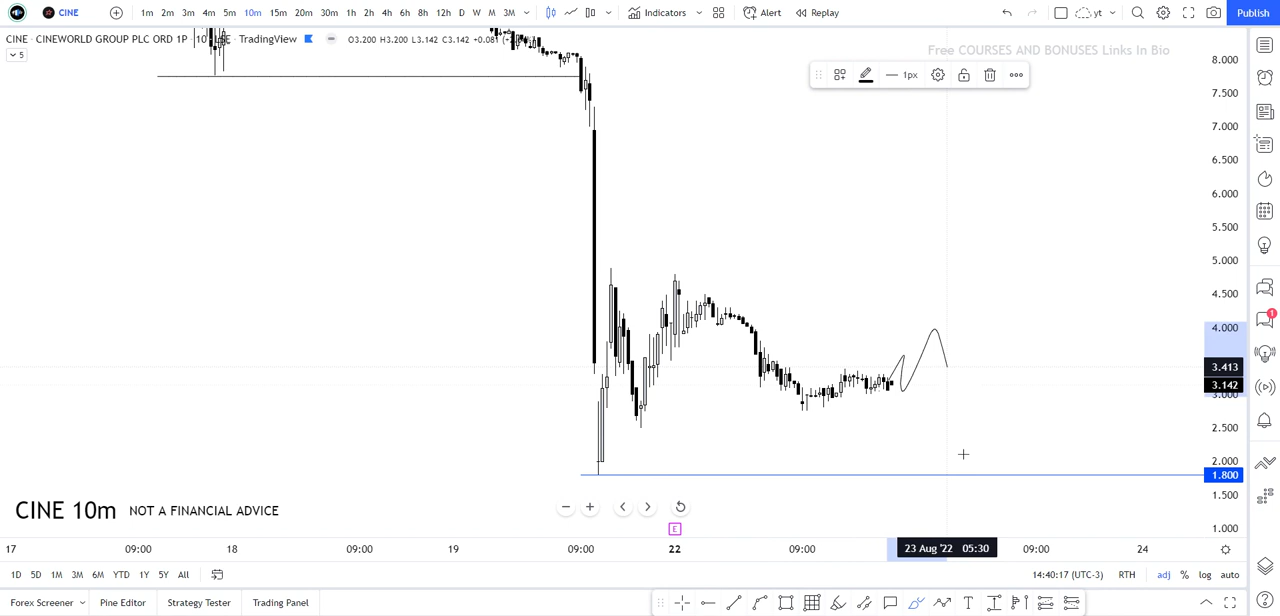 CINE 1m 2m 3m 4m 5m 10m 15m 20m 30m 1h 2h 4h 6h 8h 12h D W M 3M Indicators Alert Replay yt Publish
CINE · CINEWORLD GROUP PLC ORD 1P · 10 · TradingView O3.200 H3.200 L3.142 C3.142 +0.081
5
Free COURSES AND BONUSES Links In Bio
1px
8.000
7.500
7.000
6.500
6.000
5.500
5.000
4.500
4.000
3.413
3.142
3.000
2.500
2.000
1.800
1.500
1.000
1
CINE 10m NOT A FINANCIAL ADVICE
E
17 09:00 18 09:00 19 09:00 22 09:00 23 Aug '22 05:30 09:00 24
1D 5D 1M 3M 6M YTD 1Y 5Y All 14:40:17 (UTC-3) RTH adj % log auto
Forex Screener Pine Editor Strategy Tester Trading Panel